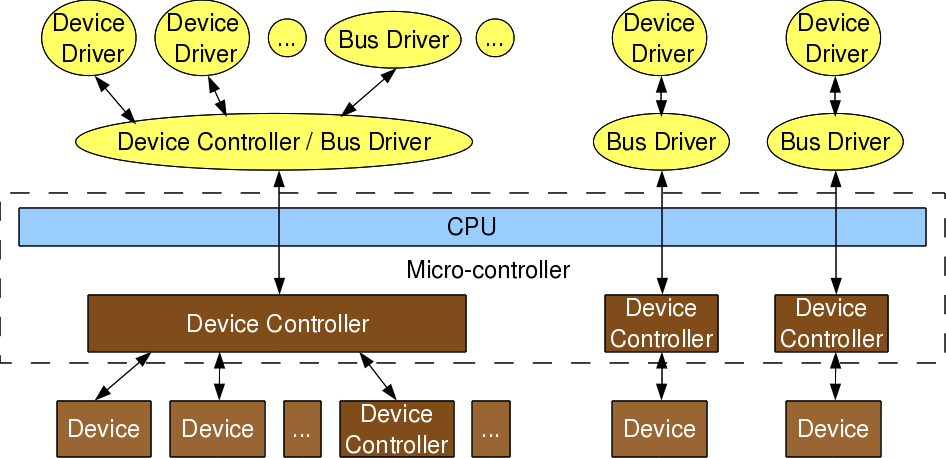 Device
Driver
Device
Driver
...
Bus Driver
...
Device
Driver
Device
Driver
Device Controller / Bus Driver
Bus Driver
Bus Driver
CPU
Micro-controller
Device Controller
Device
Controller
Device
Controller
Device
Device
...
Device
Controller
...
Device
Device